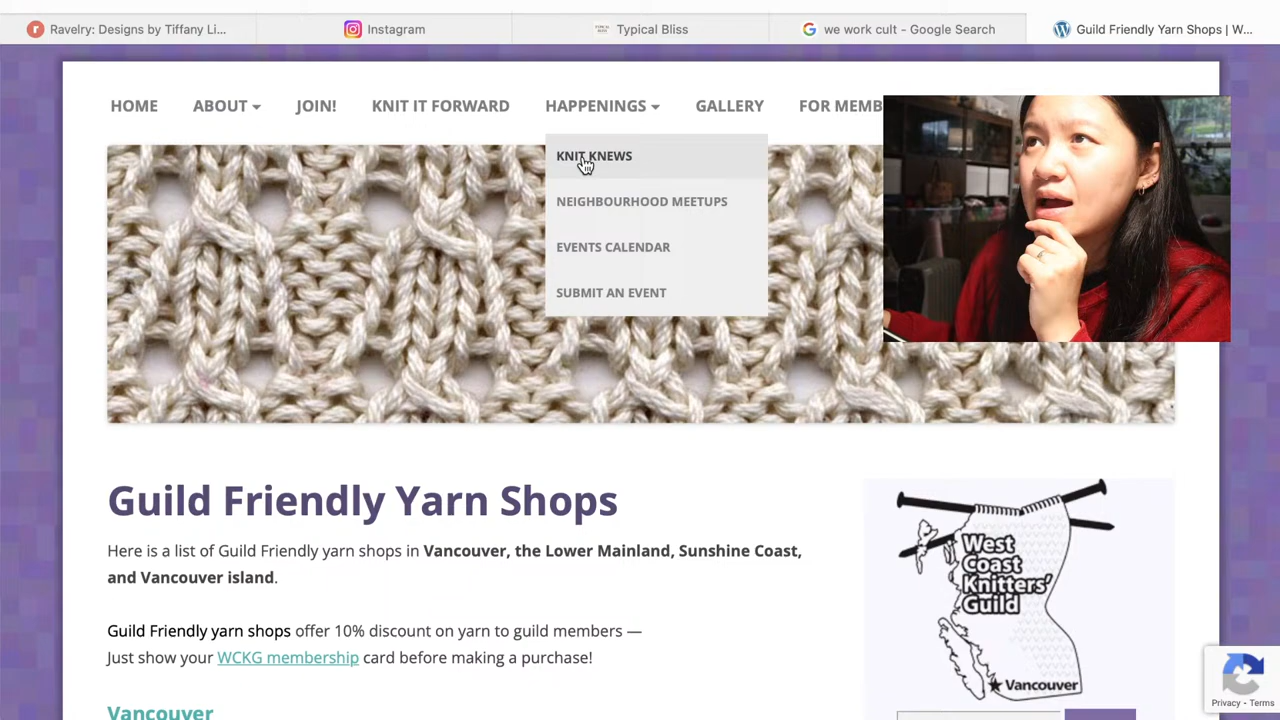 Ravelry: Designs by Tiffany Li...
Instagram
Typical Bliss
we work cult - Google Search
Guild Friendly Yarn Shops | W...
HOME
ABOUT
JOIN!
KNIT IT FORWARD
HAPPENINGS
GALLERY
FOR MEMB
KNIT KNEWS
NEIGHBOURHOOD MEETUPS
EVENTS CALENDAR
SUBMIT AN EVENT
Guild Friendly Yarn Shops
Here is a list of Guild Friendly yarn shops in Vancouver, the Lower Mainland, Sunshine Coast,
and Vancouver island.
Guild Friendly yarn shops offer 10% discount on yarn to guild members —
Just show your WCKG membership card before making a purchase!
Vancouver
West
Coast
Knitters'
Guild
Vancouver
Privacy - Terms